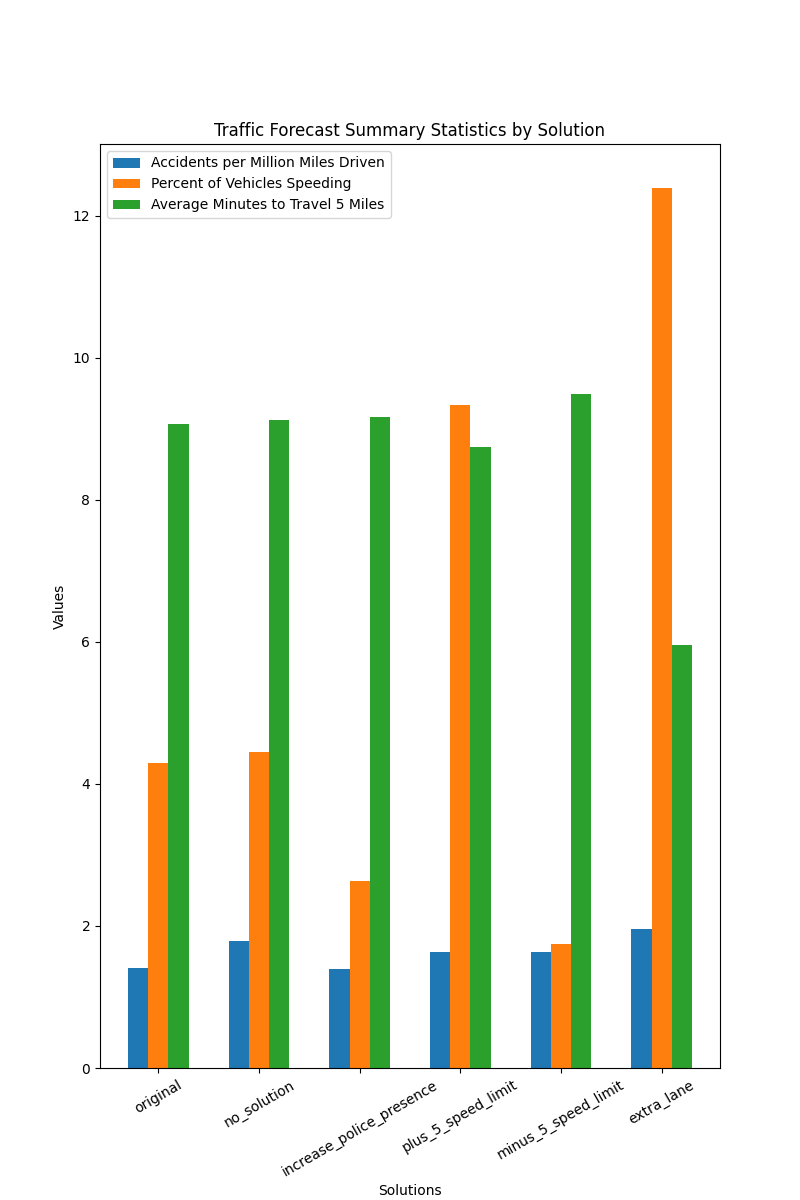 Traffic Forecast Summary Statistics by Solution
Accidents per Million Miles Driven
Percent of Vehicles Speeding
Average Minutes to Travel 5 Miles
12
10
8
6
4
2
0
Values
original
no_solution
increase_police_presence
plus_5_speed_limit
minus_5_speed_limit
extra_lane
Solutions